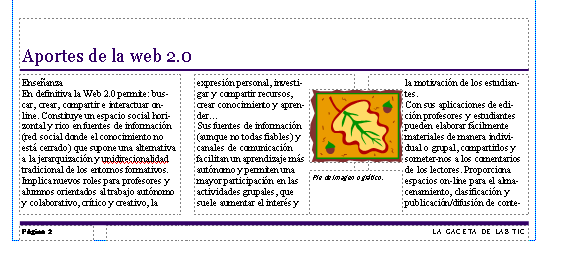 Aportes de la web 2.0
Enseñanza
En definitiva la Web 2.0 permite: bus-
car, crear, compartir e interactuar on-
line. Constituye un espacio social hori-
zontal y rico en fuentes de información
(red social donde el conocimiento no
está cerrado) que supone una alternativa
a la jerarquización y unidireccionalidad
tradicional de los entornos formativos.
Implica nuevos roles para profesores y
alumnos orientados al trabajo autónomo
y colaborativo, crítico y creativo, la
expresión personal, investi-
gar y compartir recursos,
crear conocimiento y apren-
der...
Sus fuentes de información
(aunque no todas fiables) y
canales de comunicación
facilitan un aprendizaje más
autónomo y permiten una
mayor participación en las
actividades grupales, que
suele aumentar el interés y
Pie de imagen o gráfico.
la motivación de los estudian-
tes.
Con sus aplicaciones de edi-
ción profesores y estudiantes
pueden elaborar fácilmente
materiales de manera indivi-
dual o grupal, compartirlos y
someter-nos a los comentarios
de los lectores. Proporciona
espacios on-line para el alma-
cenamiento, clasificación y
publicación/difusión de conte-
Página 2
LA GACETA DE LAB TIC